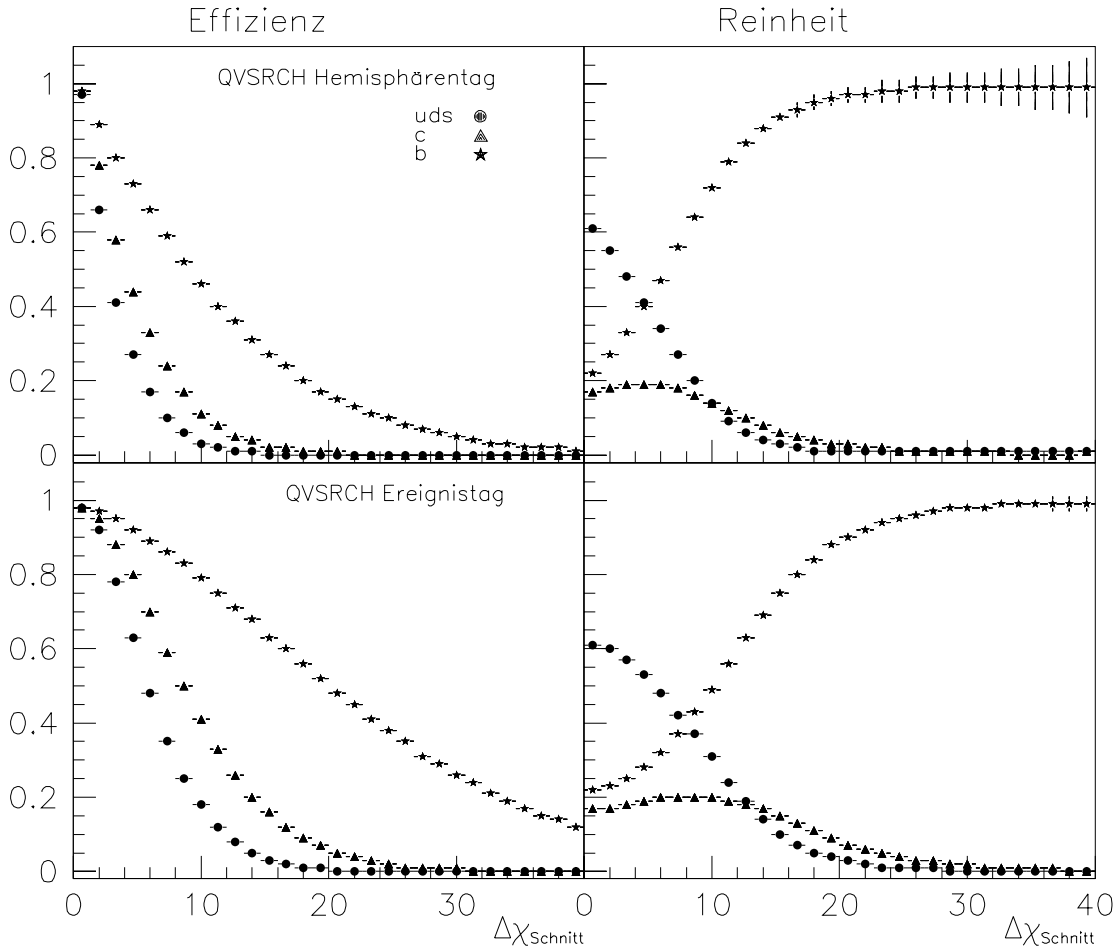 Effizienz
Reinheit
QVSRCH Hemisphärentag
uds
c
b
1
0.8
0.6
0.4
0.2
0
QVSRCH Ereignistag
1
0.8
0.6
0.4
0.2
0
0 10 20 30 0 10 20 30 40
ΔχSchnitt ΔχSchnitt